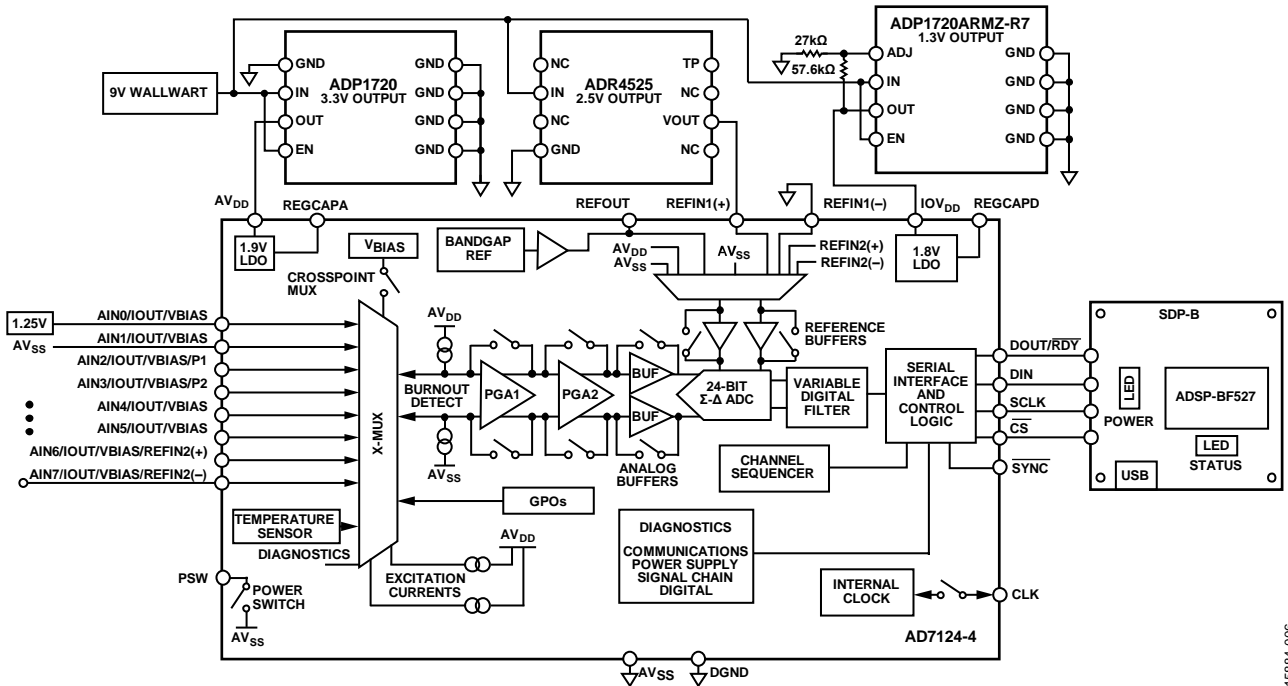 9V WALLWART
GND
IN
OUT
EN
ADP1720
3.3V OUTPUT
GND
GND
GND
GND
NC
IN
NC
GND
ADR4525
2.5V OUTPUT
TP
NC
VOUT
NC
27kΩ
57.6kΩ
ADP1720ARMZ-R7
1.3V OUTPUT
ADJ
IN
OUT
EN
GND
GND
GND
GND
AVDD
REGCAPA
REFOUT
REFIN1(+)
REFIN1(–)
IOVDD
REGCAPD
1.9V
LDO
VBIAS
CROSSPOINT
MUX
BANDGAP
REF
AVDD
AVSS
AVSS
REFIN2(+)
REFIN2(–)
1.8V
LDO
1.25V
AVSS
AIN0/IOUT/VBIAS
AIN1/IOUT/VBIAS
AIN2/IOUT/VBIAS/P1
AIN3/IOUT/VBIAS/P2
AIN4/IOUT/VBIAS
AIN5/IOUT/VBIAS
AIN6/IOUT/VBIAS/REFIN2(+)
AIN7/IOUT/VBIAS/REFIN2(–)
X-MUX
AVDD
BURNOUT
DETECT
AVSS
PGA1
PGA2
BUF
BUF
ANALOG
BUFFERS
REFERENCE
BUFFERS
24-BIT
Σ-Δ ADC
VARIABLE
DIGITAL
FILTER
SERIAL
INTERFACE
AND
CONTROL
LOGIC
DOUT/RDY
DIN
SCLK
CS
SYNC
SDP-B
LED
POWER
ADSP-BF527
LED
STATUS
USB
CHANNEL
SEQUENCER
GPOs
TEMPERATURE
SENSOR
DIAGNOSTICS
AVDD
EXCITATION
CURRENTS
DIAGNOSTICS
COMMUNICATIONS
POWER SUPPLY
SIGNAL CHAIN
DIGITAL
INTERNAL
CLOCK
CLK
PSW
POWER
SWITCH
AVSS
AD7124-4
AVSS
DGND